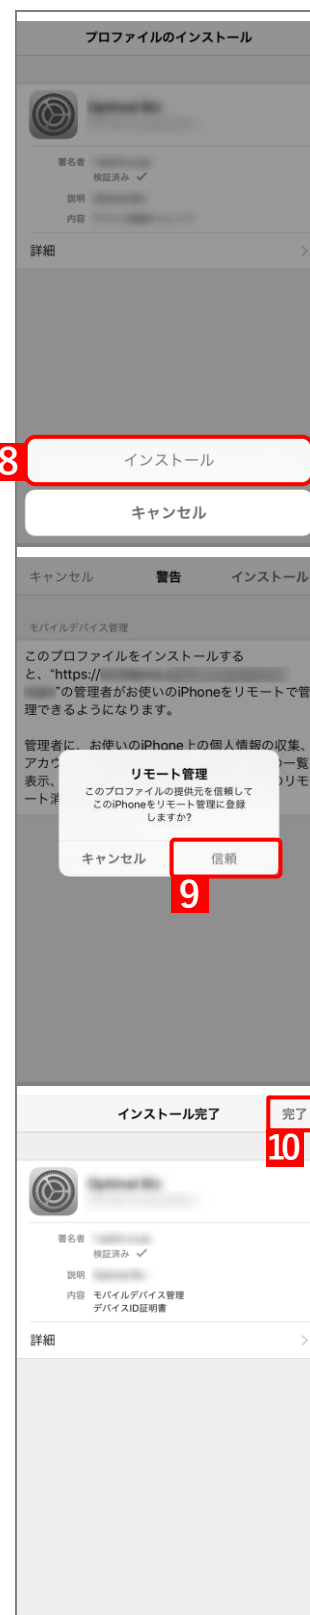 プロファイルのインストール
署名者
検証済み ✓
説明
内容
詳細
8
インストール
キャンセル
キャンセル 警告 インストール
モバイルデバイス管理
このプロファイルをインストールする
と、"https://
"の管理者がお使いのiPhoneをリモートで管
理できるようになります。
管理者に、お使いのiPhone上の個人情報の収集、
アカウ
一覧
表示、
リモ
ート消
リモート管理
このプロファイルの提供元を信頼して
このiPhoneをリモート管理に登録
しますか?
キャンセル 信頼
9
インストール完了 完了
10
署名者
検証済み ✓
説明
内容 モバイルデバイス管理
デバイスID証明書
詳細